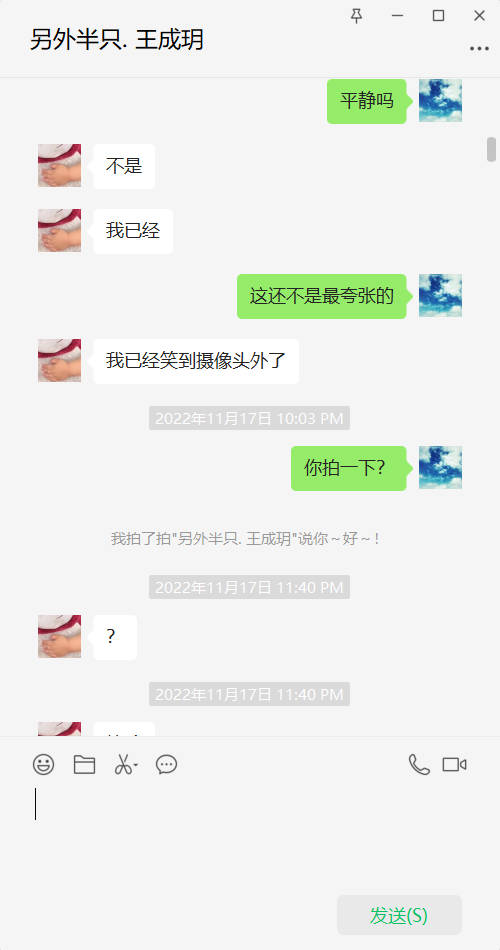 另外半只. 王成玥
平静吗
不是
我已经
这还不是最夸张的
我已经笑到摄像头外了
2022年11月17日 10:03 PM
你拍一下?
我拍了拍"另外半只. 王成玥"说你～好～!
2022年11月17日 11:40 PM
?
2022年11月17日 11:40 PM
发送(S)